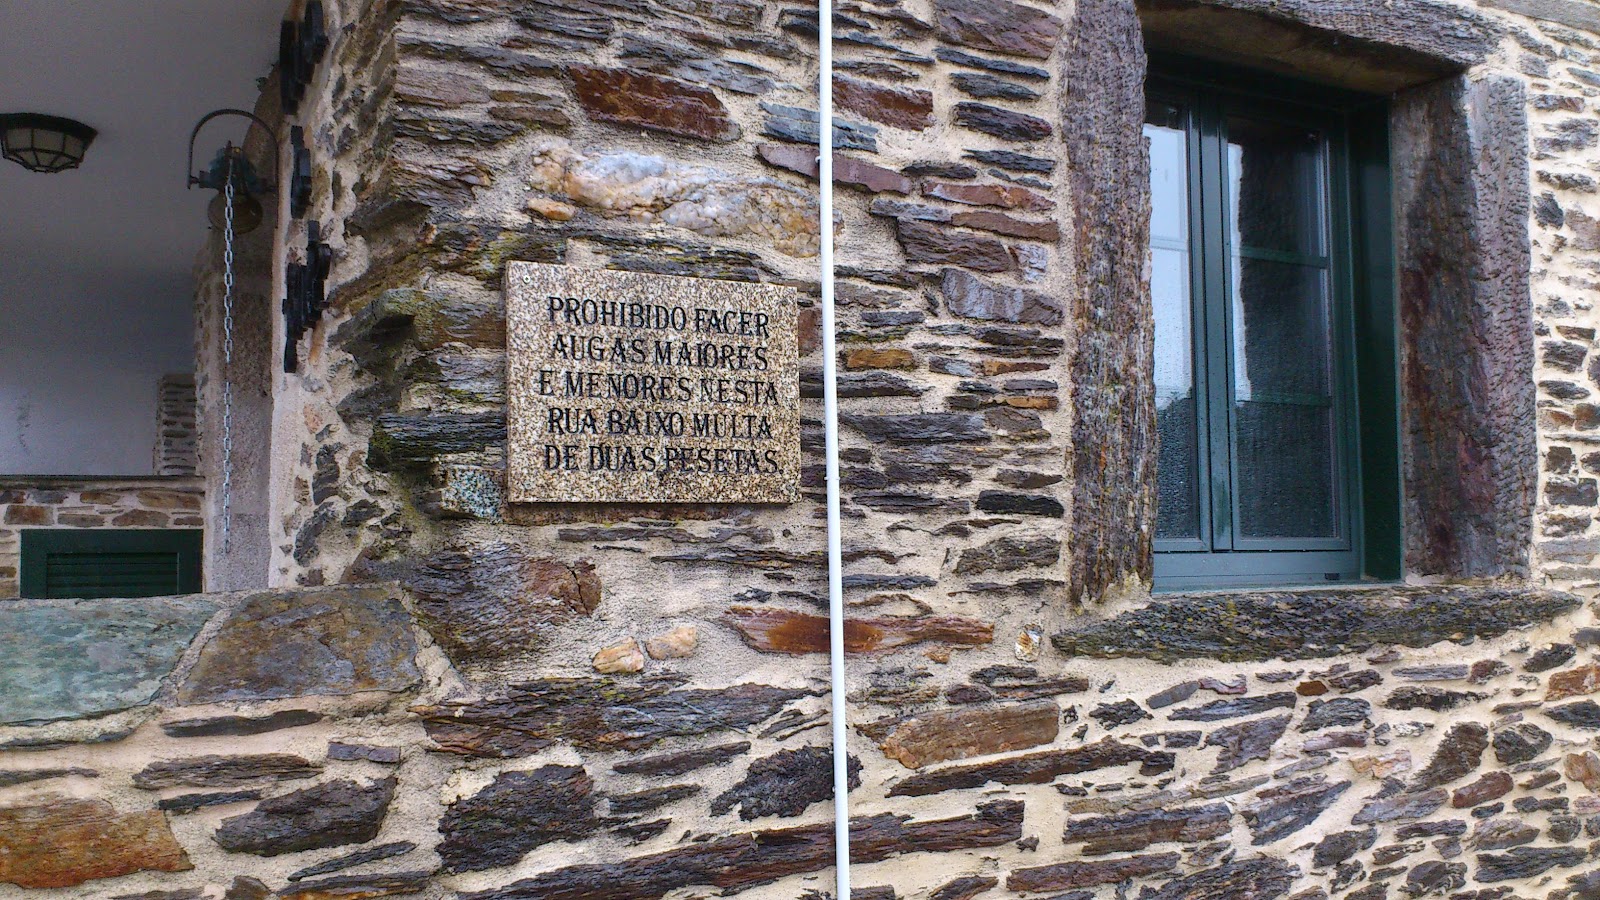 PROHIBIDO FACER
AUGAS MAIORES
E MENORES NESTA
RUA BAIXO MULTA
DE DUAS PESETAS.